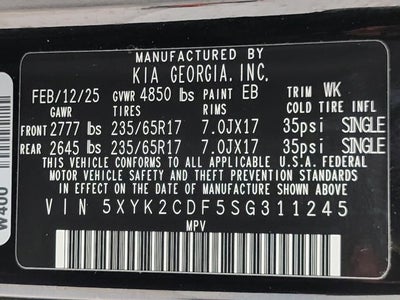 MANUFACTURED BY
KIA GEORGIA, INC.
FEB/12/25 GVWR 4850 lbs PAINT EB TRIM WK
GAWR TIRES RIMS COLD TIRE INFL
FRONT 2777 lbs 235/65R17 7.0JX17 35psi SINGLE
REAR 2645 lbs 235/65R17 7.0JX17 35psi SINGLE
THIS VEHICLE CONFORMS TO ALL APPLICABLE U.S.A. FEDERAL
MOTOR VEHICLE SAFETY AND THEFT PREVENTION STANDARDS
IN EFFECT ON THE DATE OF MANUFACTURE SHOWN ABOVE
VIN 5XYK2CDF5SG311245
MPV
W400